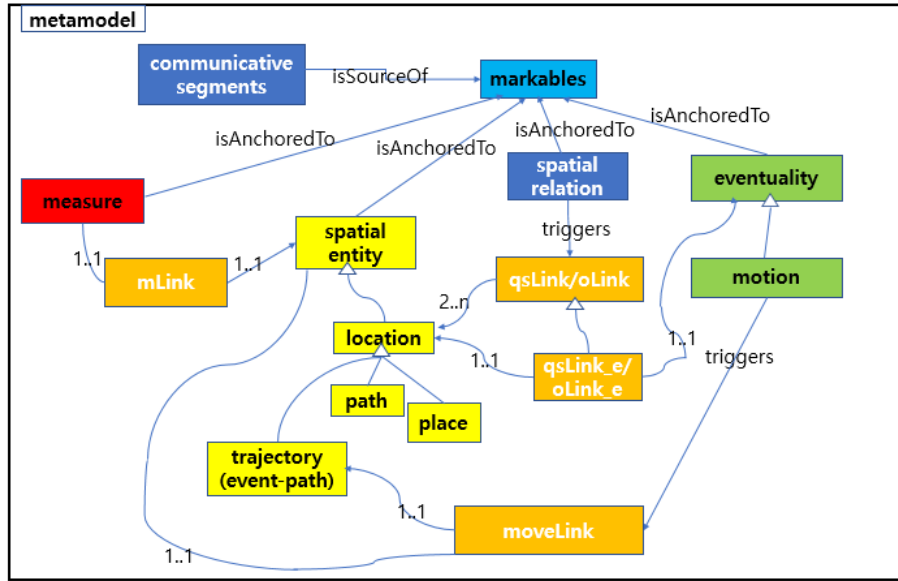 metamodel
communicative
segments
isSourceOf
markables
isAnchoredTo
isAnchoredTo
isAnchoredTo
isAnchoredTo
measure
spatial
relation
eventuality
spatial
entity
triggers
1..1
1..1
mLink
qsLink/oLink
motion
2..n
location
1..1
1..1
triggers
qsLink_e/
oLink_e
path
place
trajectory
(event-path)
1..1
moveLink
1..1